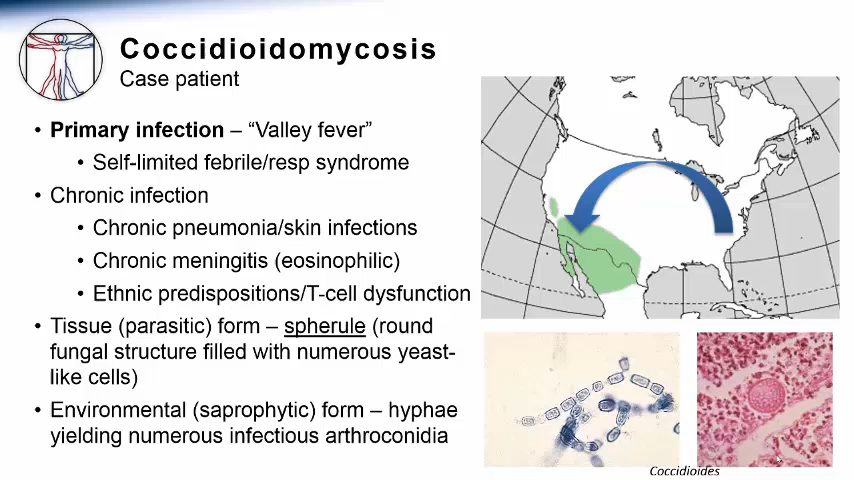 Coccidioidomycosis
Case patient
• Primary infection – “Valley fever”
• Self-limited febrile/resp syndrome
• Chronic infection
• Chronic pneumonia/skin infections
• Chronic meningitis (eosinophilic)
• Ethnic predispositions/T-cell dysfunction
• Tissue (parasitic) form – spherule (round
fungal structure filled with numerous yeast-
like cells)
• Environmental (saprophytic) form – hyphae
yielding numerous infectious arthroconidia
Coccidioides